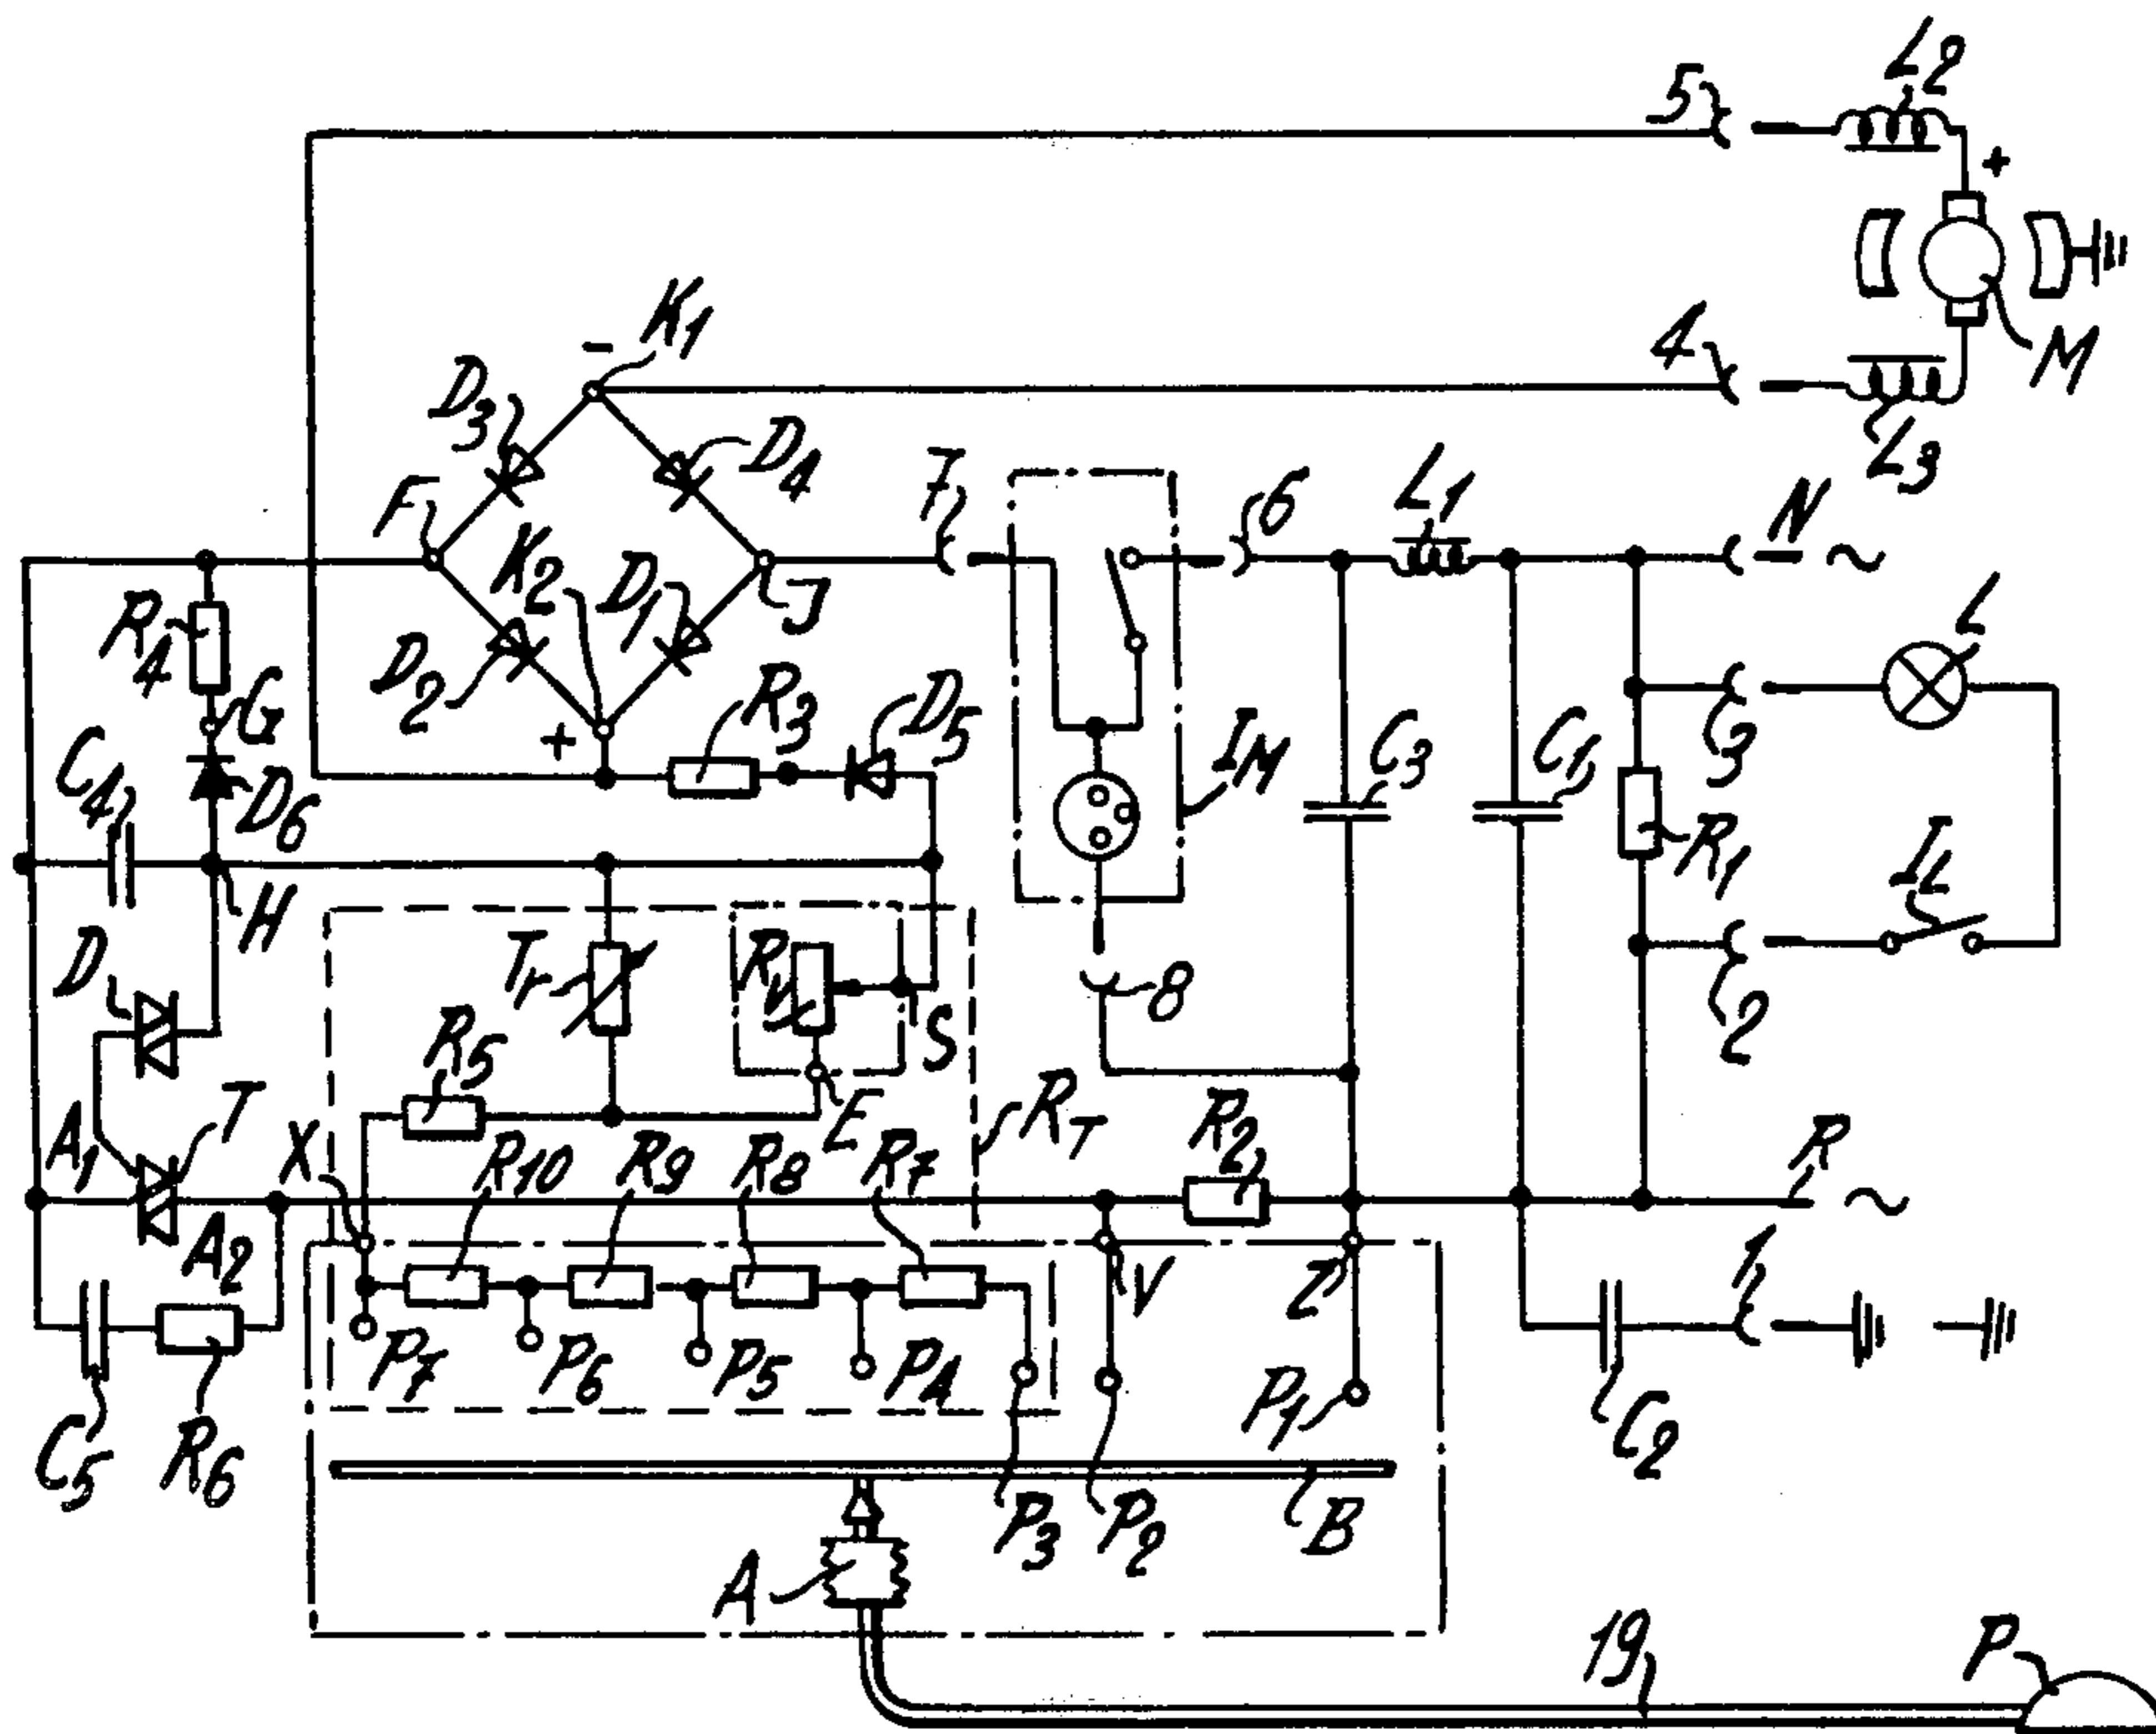 L2
5
+
K1
-
4
M
D3
D4
L3
7
6
L1
N
F
K2
D1
J
L
R4
D2
G
R3
D5
3
+
C4
D6
IM
C3
C1
R1
IL
H
D
Tr
RV
S
8
2
R5
E
A1
T
X
R10
R9
R8
R7
RT
R2
R
A2
V
Z
1
P7
P6
P5
P4
P1
C2
C5
R6
P3
P2
B
A
19
P